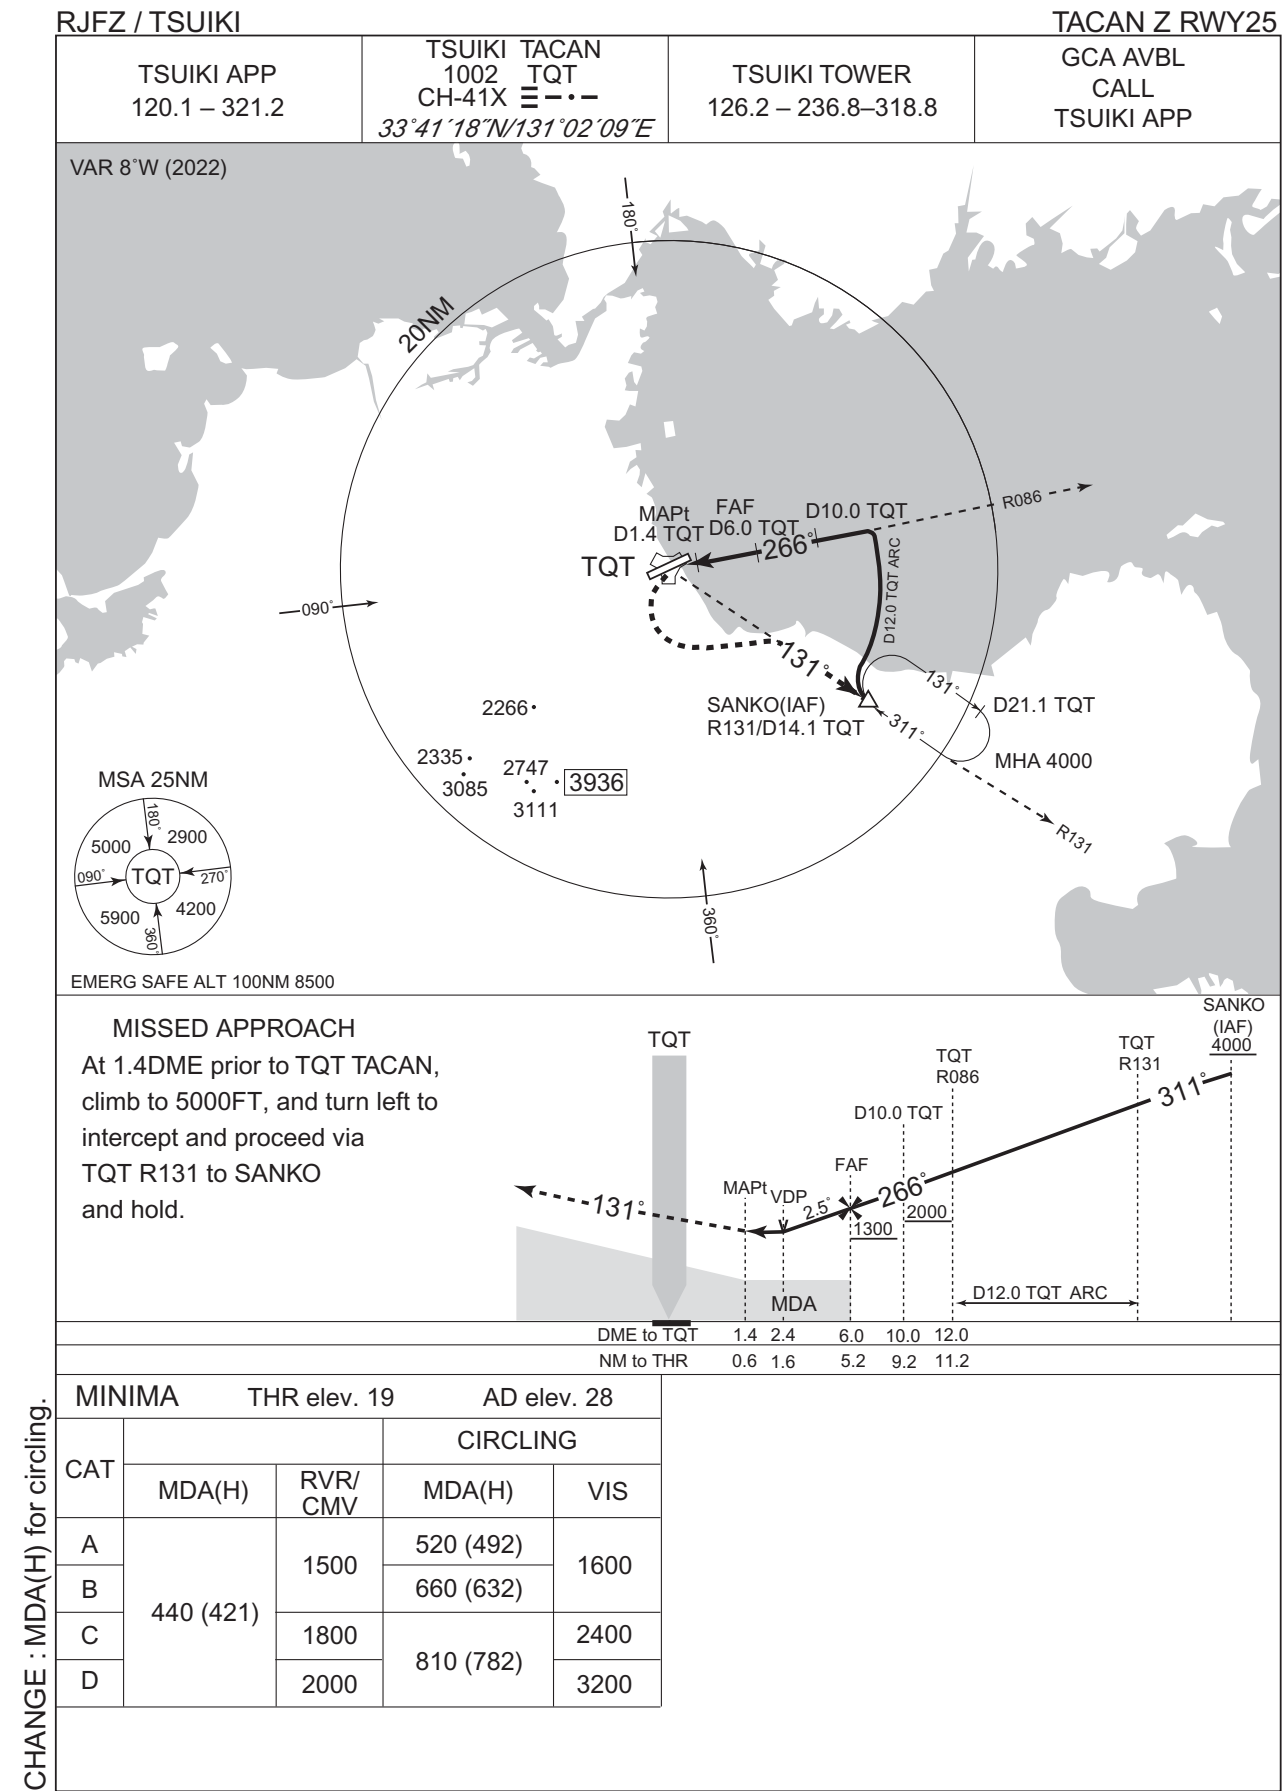 RJFZ / TSUIKI
TACAN Z RWY25
TSUIKI APP
120.1 – 321.2
TSUIKI TACAN
1002 TQT
CH-41X
33˚41´18˝N/131˚02´09˝E
TSUIKI TOWER
126.2 – 236.8–318.8
GCA AVBL
CALL
TSUIKI APP
VAR 8˚W (2022)
180˚
20NM
R086
MAPt
D1.4 TQT
FAF
D6.0 TQT
D10.0 TQT
266˚
TQT
D12.0 TQT ARC
090˚
131˚
131˚
SANKO(IAF)
R131/D14.1 TQT
311˚
D21.1 TQT
MHA 4000
R131
2266
2335
3085
2747
3111
3936
360˚
MSA 25NM
180˚
5000
2900
090˚
TQT
270˚
5900
4200
360˚
EMERG SAFE ALT 100NM 8500
MISSED APPROACH
At 1.4DME prior to TQT TACAN,
climb to 5000FT, and turn left to
intercept and proceed via
TQT R131 to SANKO
and hold.
TQT
SANKO
(IAF)
4000
TQT
R131
TQT
R086
311˚
D10.0 TQT
FAF
MAPt
VDP
2.5˚
266˚
131˚
2000
1300
MDA
D12.0 TQT ARC
DME to TQT 1.4 2.4 6.0 10.0 12.0
NM to THR 0.6 1.6 5.2 9.2 11.2
MINIMA THR elev. 19 AD elev. 28
CAT
CIRCLING
MDA(H)
RVR/
CMV
MDA(H)
VIS
A
B
C
D
440 (421)
1500
1800
2000
520 (492)
660 (632)
810 (782)
1600
2400
3200
CHANGE : MDA(H) for circling.